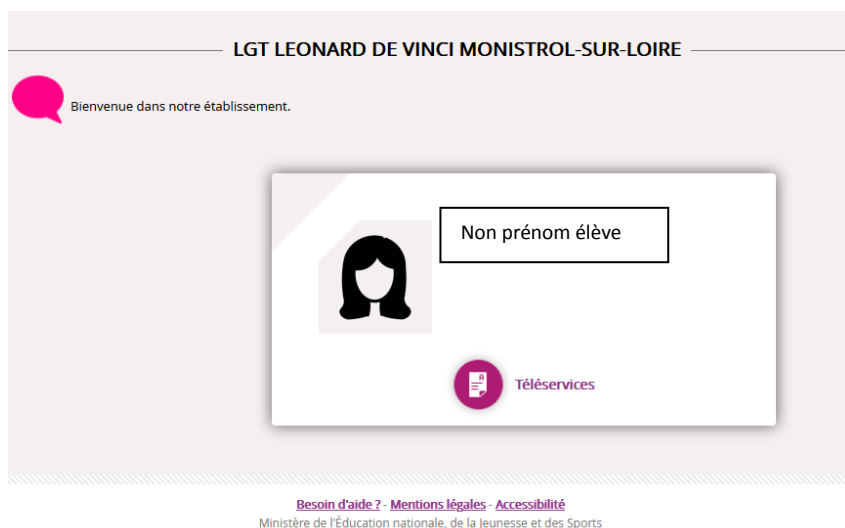 LGT LEONARD DE VINCI MONISTROL-SUR-LOIRE
Bienvenue dans notre établissement.
Non prénom élève
Téléservices
Besoin d'aide ? - Mentions légales - Accessibilité
Ministère de l'Éducation nationale, de la Jeunesse et des Sports